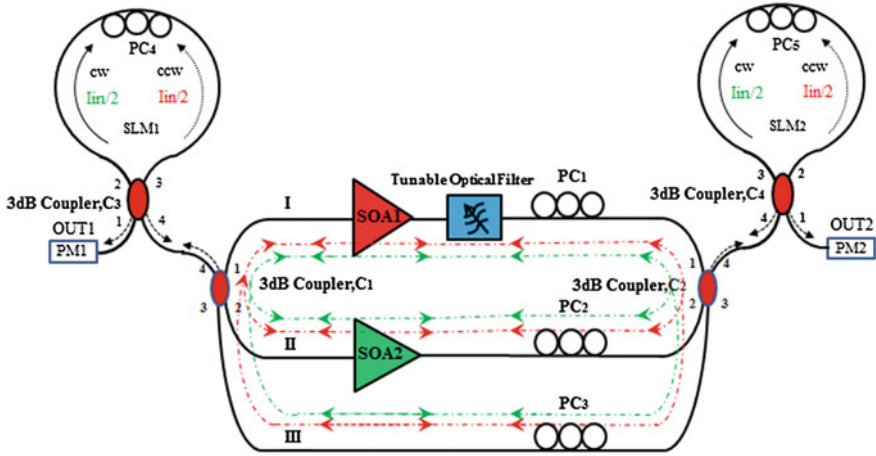 PC4
cw
ccw
Iin/2
Iin/2
SLM1
2
3
3dB Coupler,C3
1
4
OUT1
PM1
PC5
cw
ccw
Iin/2
Iin/2
SLM2
3
2
3dB Coupler,C4
4
1
OUT2
PM2
I
SOA1
Tunable Optical Filter
PC1
4
1
3
2
3dB Coupler,C1
3dB Coupler,C2
1
4
2
3
PC2
II
SOA2
PC3
III